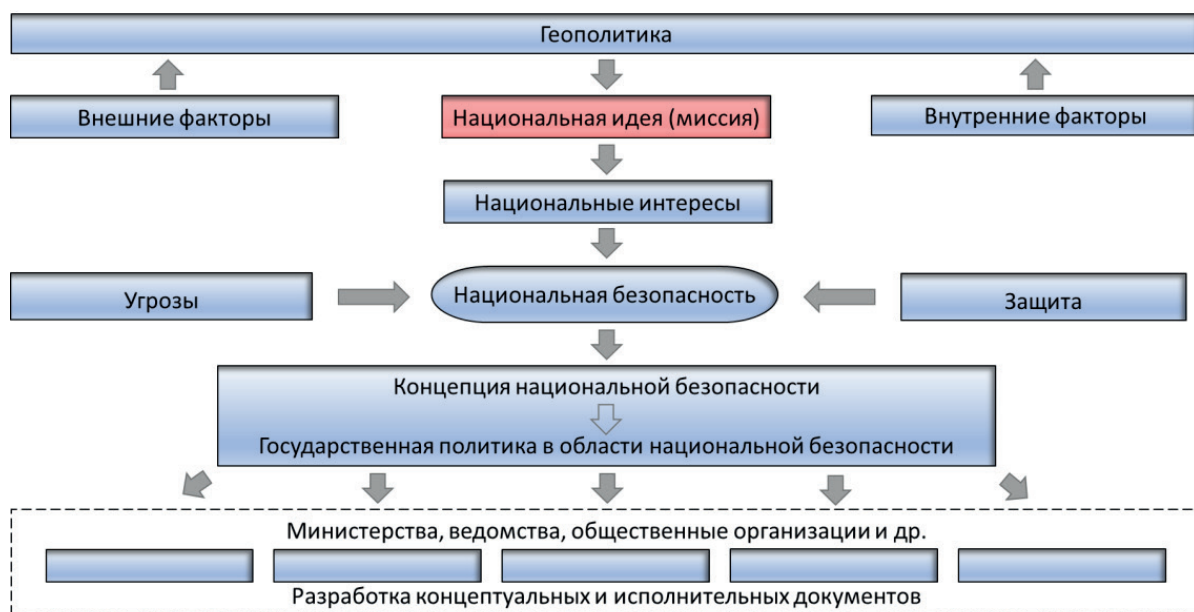 Геополитика
Внешние факторы
Национальная идея (миссия)
Внутренние факторы
Национальные интересы
Угрозы
Национальная безопасность
Защита
Концепция национальной безопасности
Государственная политика в области национальной безопасности
Министерства, ведомства, общественные организации и др.
Разработка концептуальных и исполнительных документов